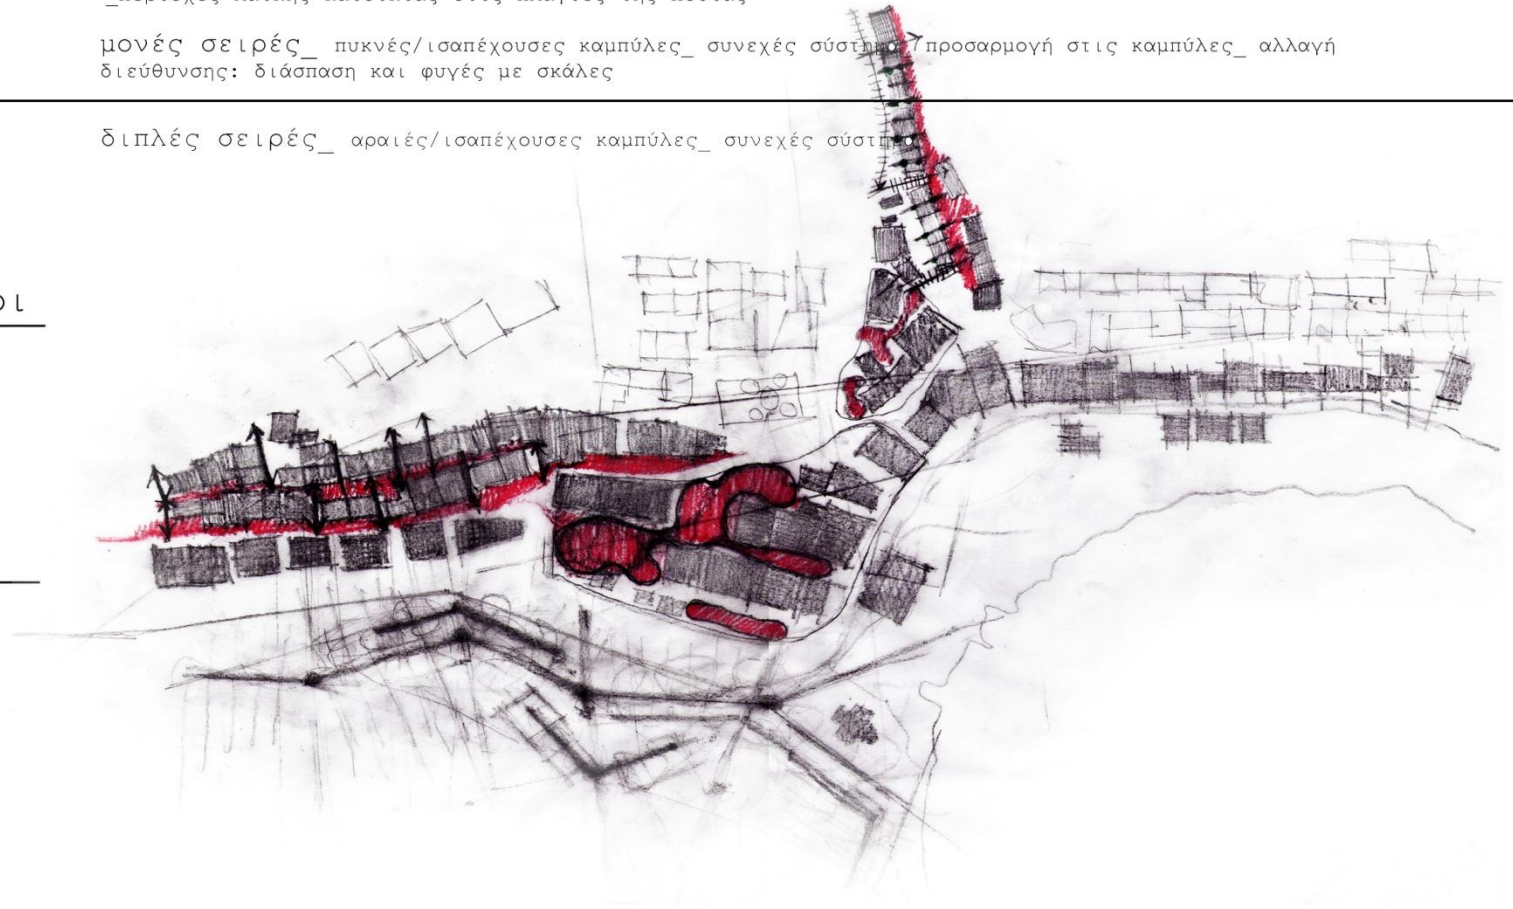 μονές σειρές_ πυκνές/ισαπέχουσες καμπύλες_ συνεχές σύστημα /προσαρμογή στις καμπύλες_ αλλαγή
διεύθυνσης: διάσπαση και φυγές με σκάλες
διπλές σειρές_ αραιές/ισαπέχουσες καμπύλες_ συνεχές σύστημα
οι